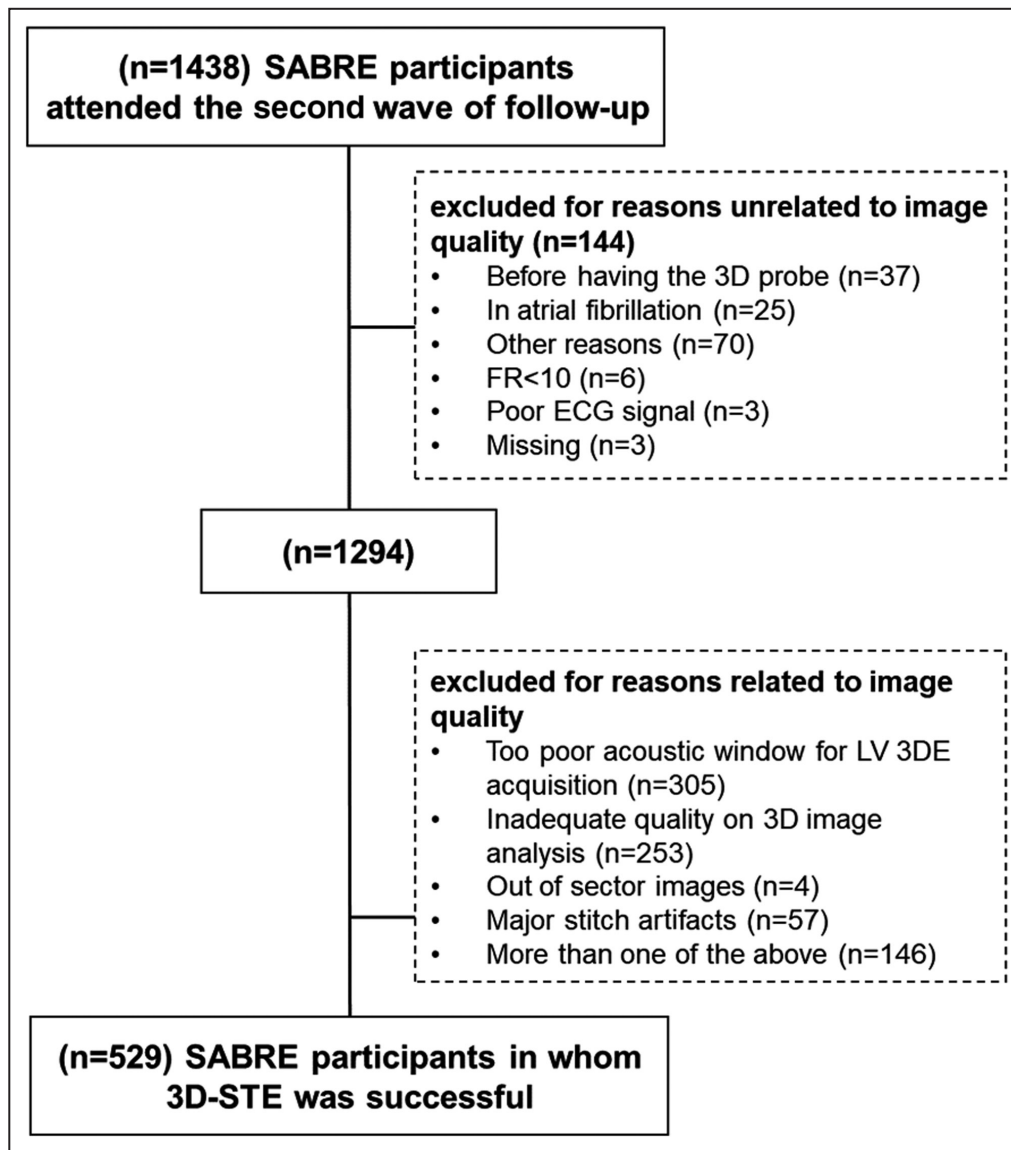 (n=1438) SABRE participants
attended the second wave of follow-up
excluded for reasons unrelated to image
quality (n=144)
• Before having the 3D probe (n=37)
• In atrial fibrillation (n=25)
• Other reasons (n=70)
• FR<10 (n=6)
• Poor ECG signal (n=3)
• Missing (n=3)
(n=1294)
excluded for reasons related to image
quality
• Too poor acoustic window for LV 3DE
acquisition (n=305)
• Inadequate quality on 3D image
analysis (n=253)
• Out of sector images (n=4)
• Major stitch artifacts (n=57)
• More than one of the above (n=146)
(n=529) SABRE participants in whom
3D-STE was successful